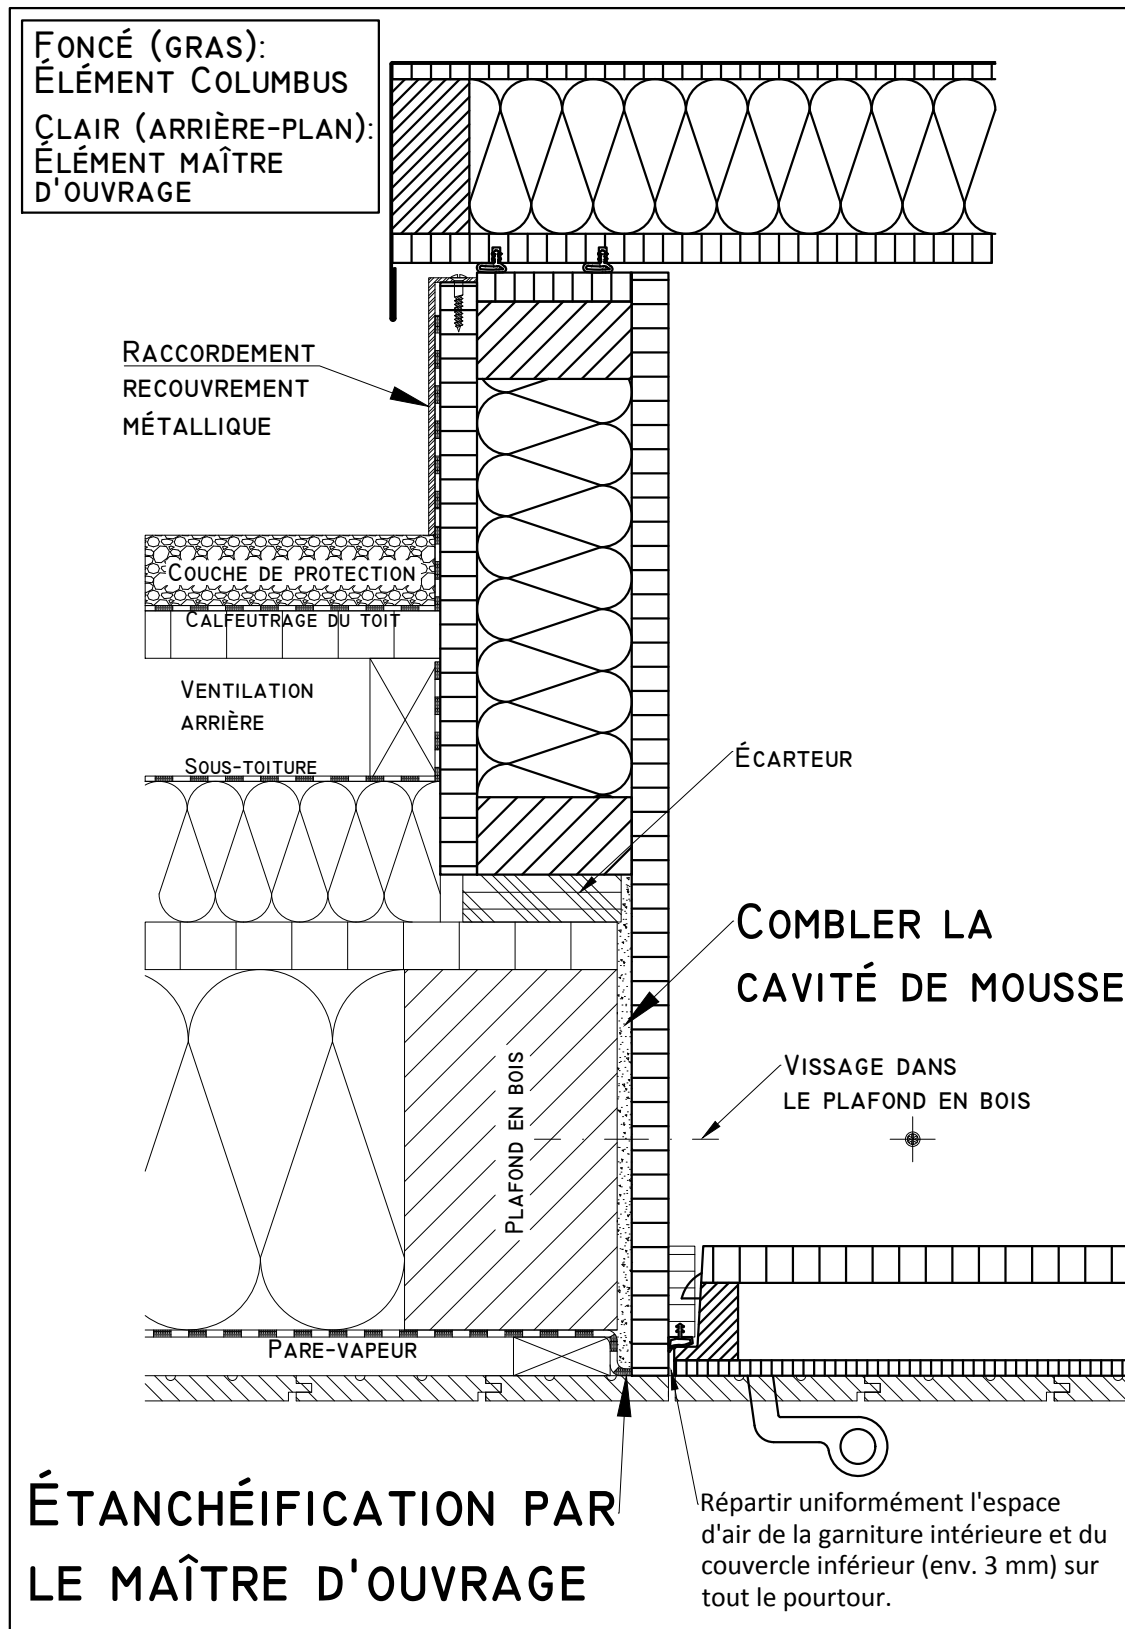 FONCÉ (GRAS):
ÉLÉMENT COLUMBUS
CLAIR (ARRIÈRE-PLAN):
ÉLÉMENT MAÎTRE
D'OUVRAGE
RACCORDEMENT
RECOUVREMENT
MÉTALLIQUE
COUCHE DE PROTECTION
CALFEUTRAGE DU TOIT
VENTILATION
ARRIÈRE
SOUS-TOITURE
ÉCARTEUR
COMBLER LA
CAVITÉ DE MOUSSE
VISSAGE DANS
LE PLAFOND EN BOIS
PLAFOND EN BOIS
PARE-VAPEUR
ÉTANCHÉIFICATION PAR
LE MAÎTRE D'OUVRAGE
Répartir uniformément l'espace
d'air de la garniture intérieure et du
couvercle inférieur (env. 3 mm) sur
tout le pourtour.